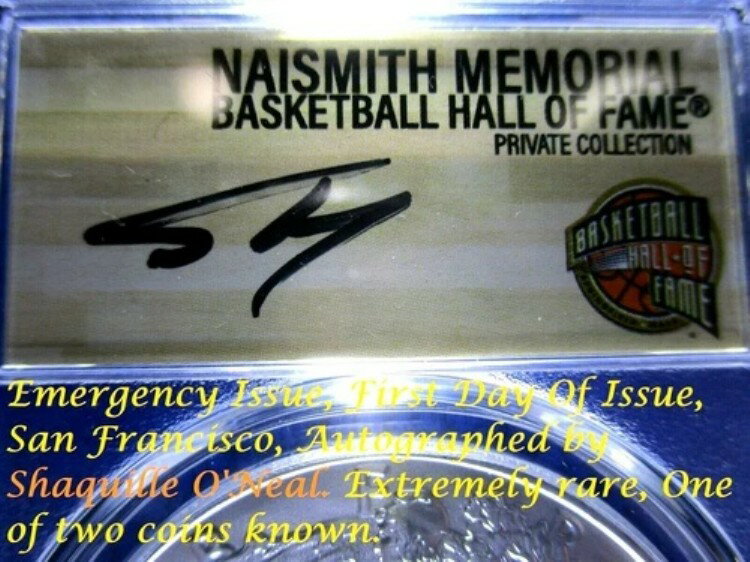 NAISMITH MEMORIAL
BASKETBALL HALL OF FAME®
PRIVATE COLLECTION
BASKETBALL
HALL-OF
FAME
Emergency Issue, First Day Of Issue,
San Francisco, Autographed by
Shaquille O'Neal. Extremely rare, One
of two coins known.